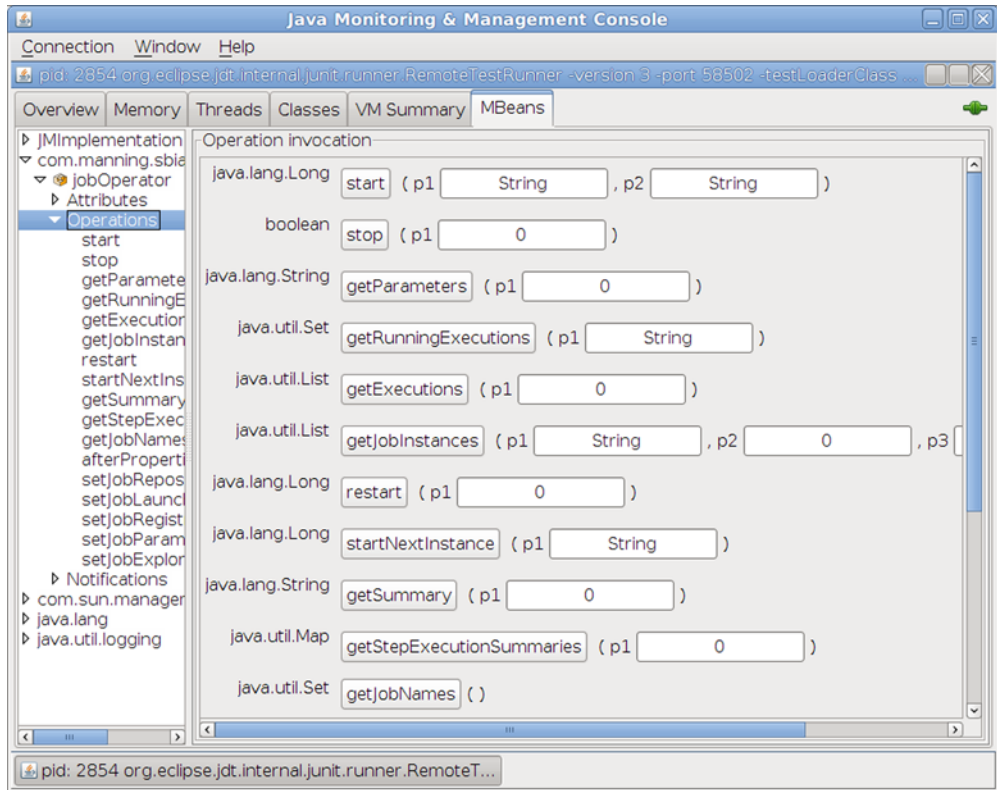 Java Monitoring & Management Console
Connection Window Help
pid: 2854 org.eclipse.jdt.internal.junit.runner.RemoteTestRunner -version 3 -port 58502 -testLoaderClass ...
Overview Memory Threads Classes VM Summary MBeans
JMImplementation
com.manning.sbia
jobOperator
Attributes
Operations
start
stop
getParamete
getRunningE
getExecution
getJobInstan
restart
startNextIns
getSummary
getStepExec
getJobNames
afterProperti
setJobRepos
setJobLaunch
setJobRegist
setJobParam
setJobExplor
Notifications
com.sun.manager
java.lang
java.util.logging
Operation invocation
java.lang.Long start ( p1 String , p2 String )
boolean stop ( p1 0 )
java.lang.String getParameters ( p1 0 )
java.util.Set getRunningExecutions ( p1 String )
java.util.List getExecutions ( p1 0 )
java.util.List getJobInstances ( p1 String , p2 0 , p3
java.lang.Long restart ( p1 0 )
java.lang.Long startNextInstance ( p1 String )
java.lang.String getSummary ( p1 0 )
java.util.Map getStepExecutionSummaries ( p1 0 )
java.util.Set getJobNames ( )
pid: 2854 org.eclipse.jdt.internal.junit.runner.RemoteT...